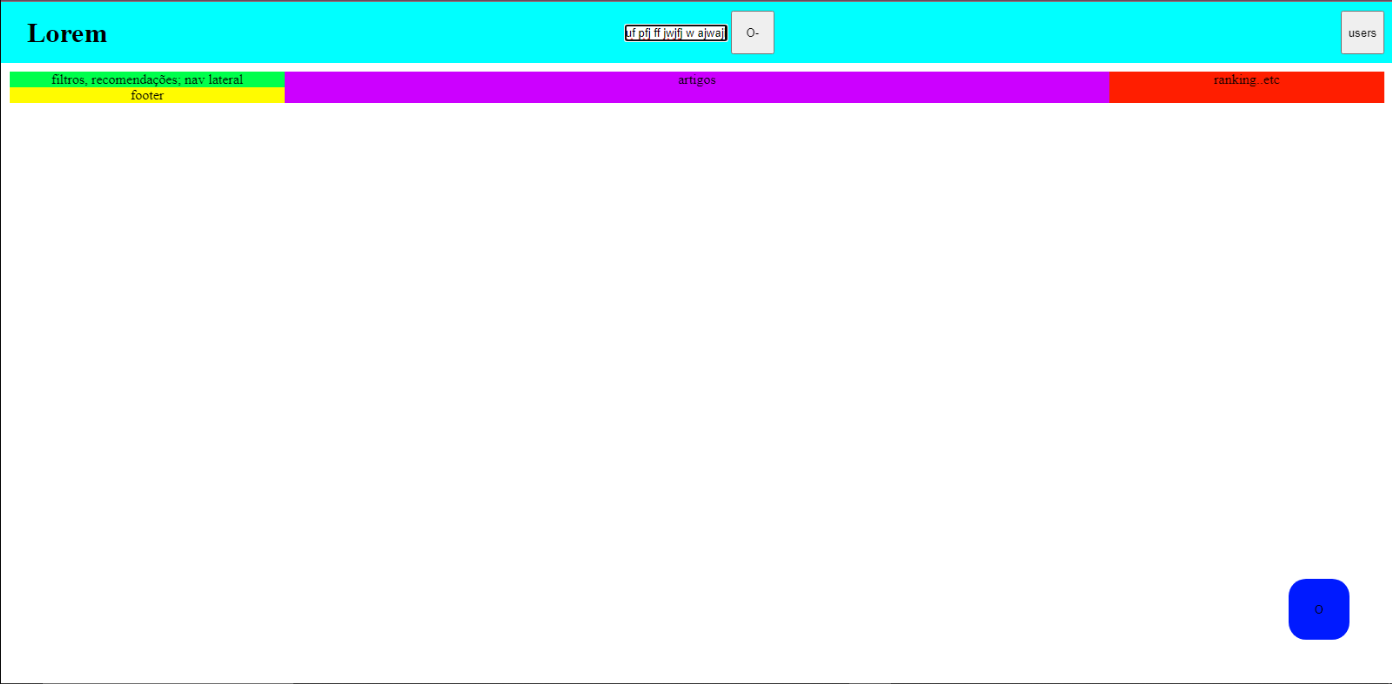 Lorem
uf pfj ff jwjfj w ajwaj
O-
users
filtros, recomendações; nav lateral
artigos
ranking..etc
footer
O